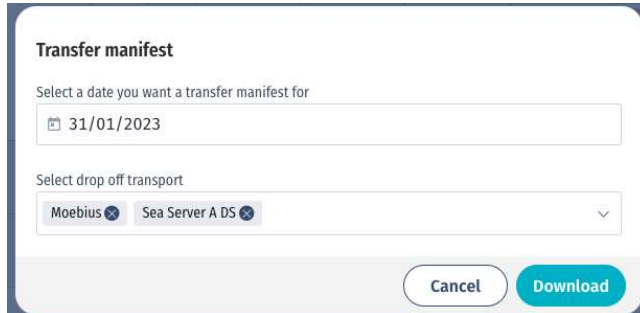 Transfer manifest
Select a date you want a transfer manifest for
31/01/2023
Select drop off transport
Moebius Sea Server A DS
Cancel Download